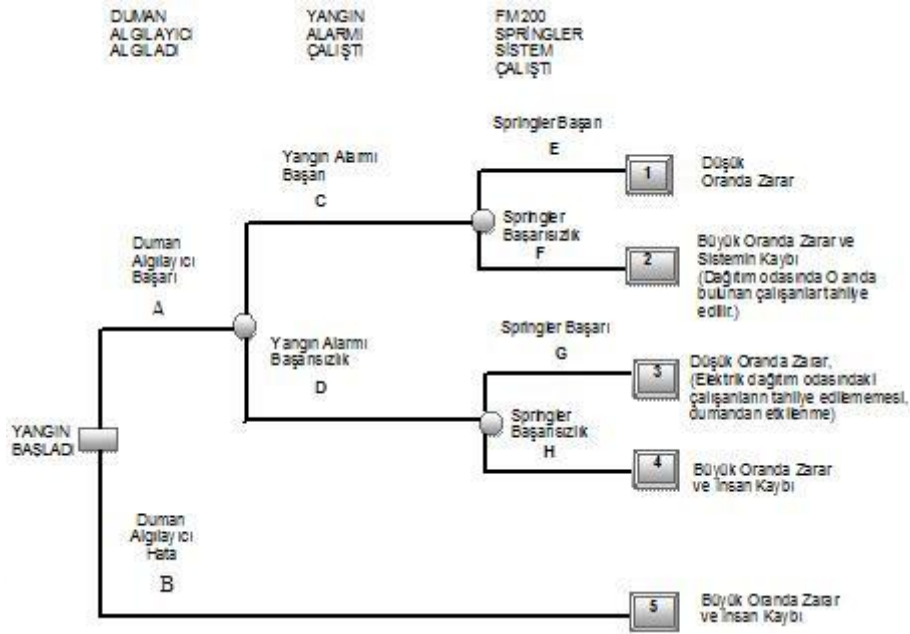 DUMAN
ALGILAYICI
ALGILADI
YANGIN
ALARMI
ÇALIŞTI
FM200
SPRİNGLER
SİSTEM
ÇALIŞTI
Springler Başarı
E
Yangın Alarmı
Başarı
C
1
Düşük
Oranda Zarar
Springler
Başarısızlık
F
2
Büyük Oranda Zarar ve
Sistemin Kaybı
(Dağıtım odasında O anda
bulunan çalışanlar tahliye
edilir.)
Duman
Algılayıcı
Başarı
A
Yangın Alarmı
Başarısızlık
D
Springler Başarı
G
3
Düşük Oranda Zarar,
(Elektrik dağıtım odasındaki
çalışanların tahliye edilememesi,
dumandan etkilenme)
Springler
Başarısızlık
H
4
Büyük Oranda Zarar
ve İnsan Kaybı
YANGIN
BAŞLADI
Duman
Algılayıcı
Hata
B
5
Büyük Oranda Zarar
ve İnsan Kaybı